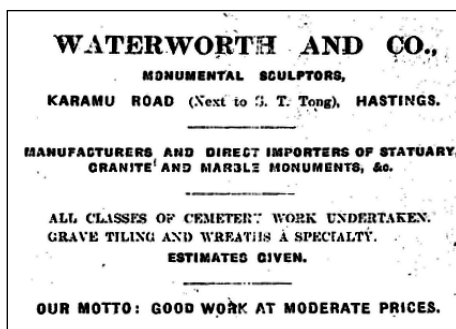 WATERWORTH AND CO.,
MONUMENTAL SCULPTORS,
KARAMU ROAD (Next to S. T. Tong), HASTINGS.
MANUFACTURERS AND DIRECT IMPORTERS OF STATUARY,
GRANITE AND MARBLE MONUMENTS, &c.
ALL CLASSES OF CEMETERY WORK UNDERTAKEN.
GRAVE TILING AND WREATHS A SPECIALTY.
ESTIMATES GIVEN.
OUR MOTTO: GOOD WORK AT MODERATE PRICES.